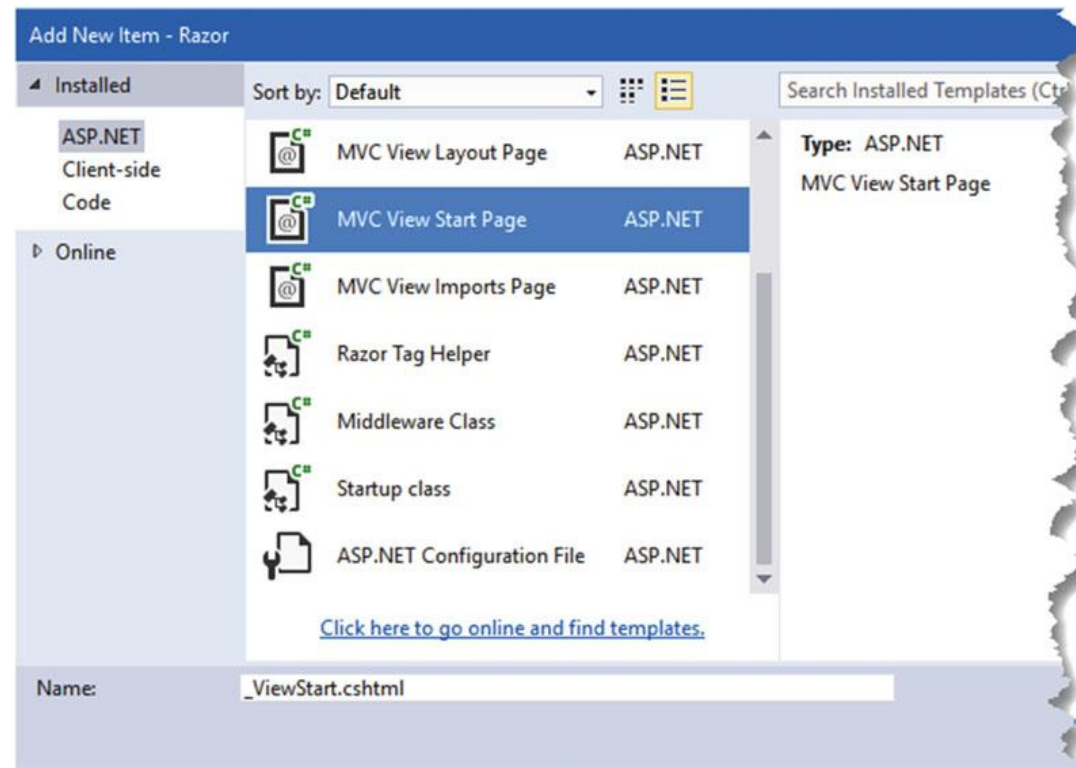 Add New Item - Razor
Installed
ASP.NET
Client-side
Code
Online
Sort by: Default
Search Installed Templates (Ctr
C# @ MVC View Layout Page ASP.NET
C# @ MVC View Start Page ASP.NET
C# @ MVC View Imports Page ASP.NET
C# Razor Tag Helper ASP.NET
C# Middleware Class ASP.NET
C# Startup class ASP.NET
ASP.NET Configuration File ASP.NET
Click here to go online and find templates.
Type: ASP.NET
MVC View Start Page
Name: _ViewStart.cshtml